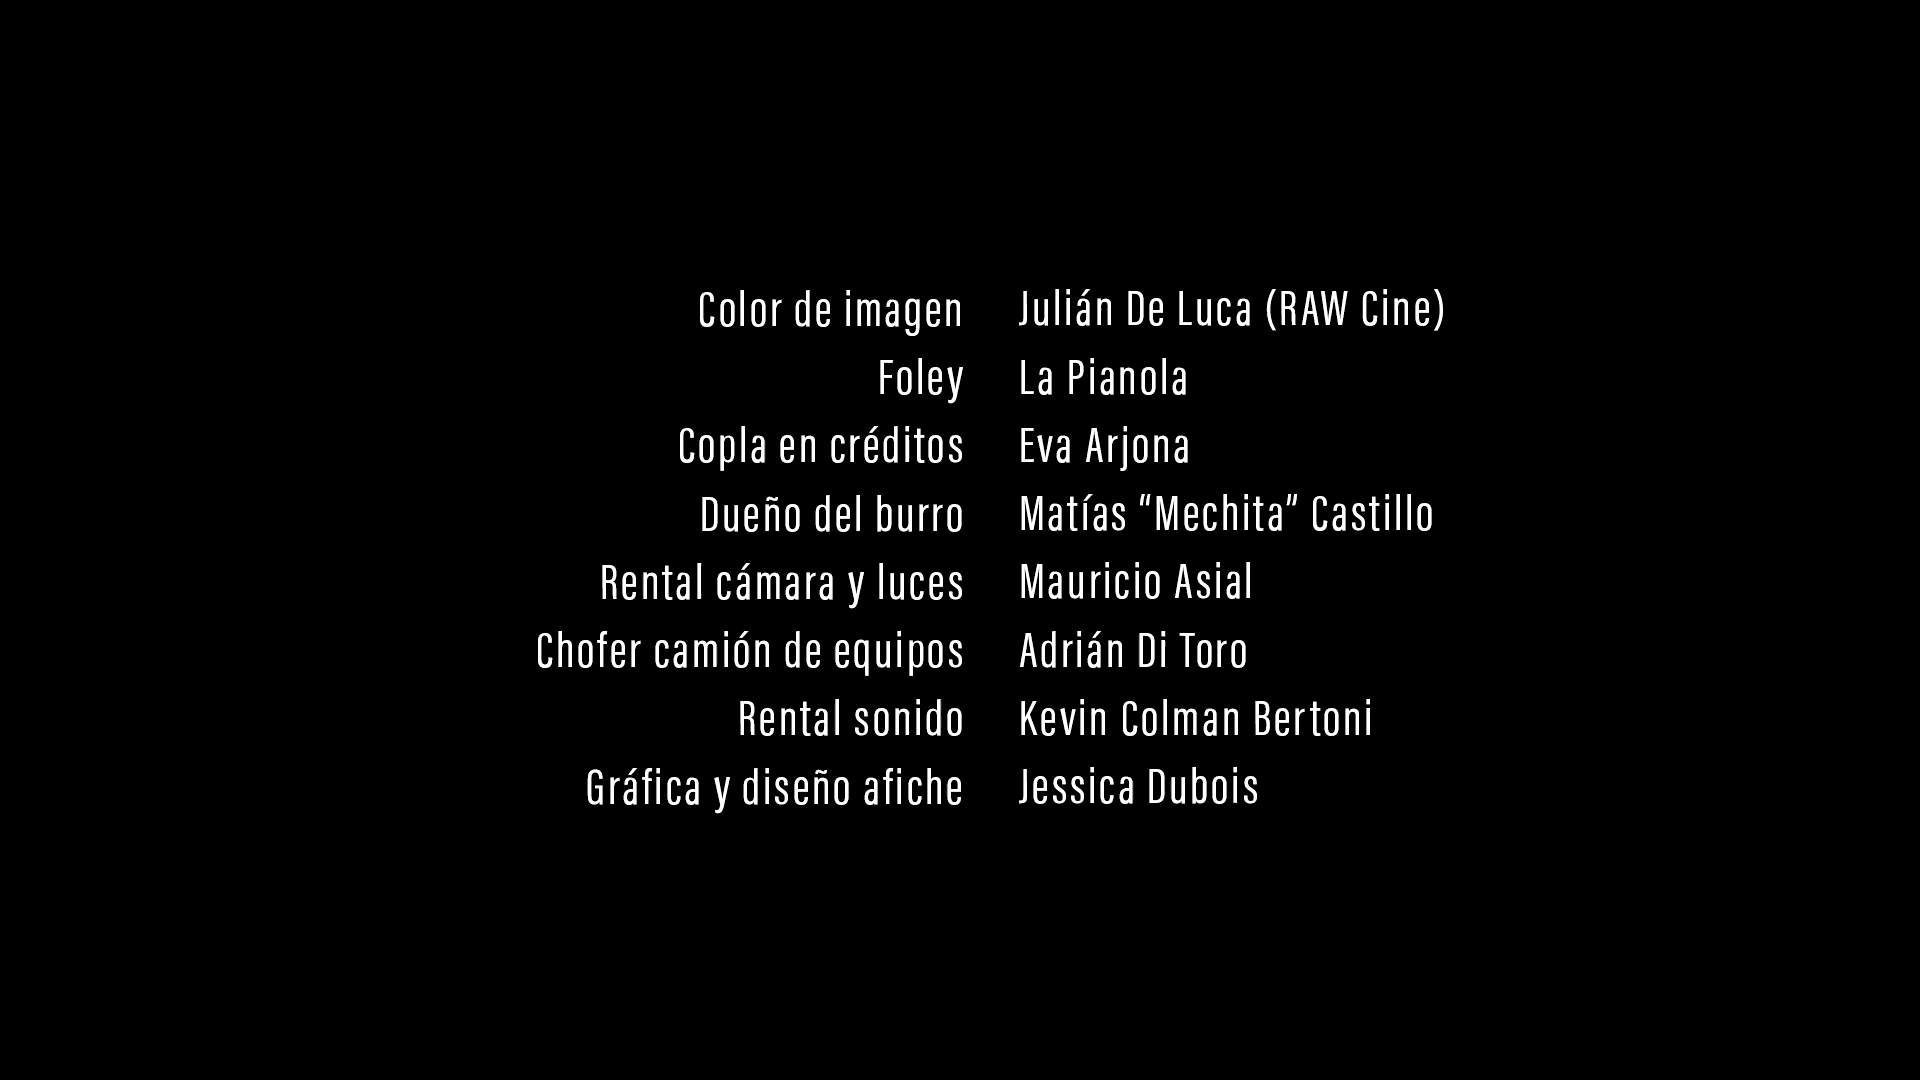 Color de imagen Julián De Luca (RAW Cine)
Foley La Pianola
Copla en créditos Eva Arjona
Dueño del burro Matías “Mechita” Castillo
Rental cámara y luces Mauricio Asial
Chofer camión de equipos Adrián Di Toro
Rental sonido Kevin Colman Bertoni
Gráfica y diseño afiche Jessica Dubois